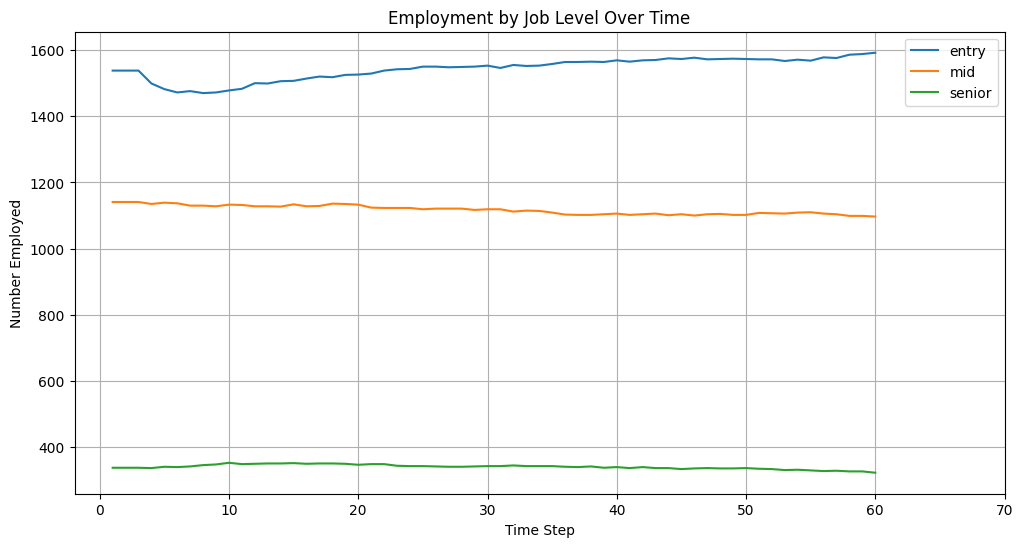 Employment by Job Level Over Time
entry
mid
senior
Number Employed
1600
1400
1200
1000
800
600
400
0 10 20 30 40 50 60 70
Time Step